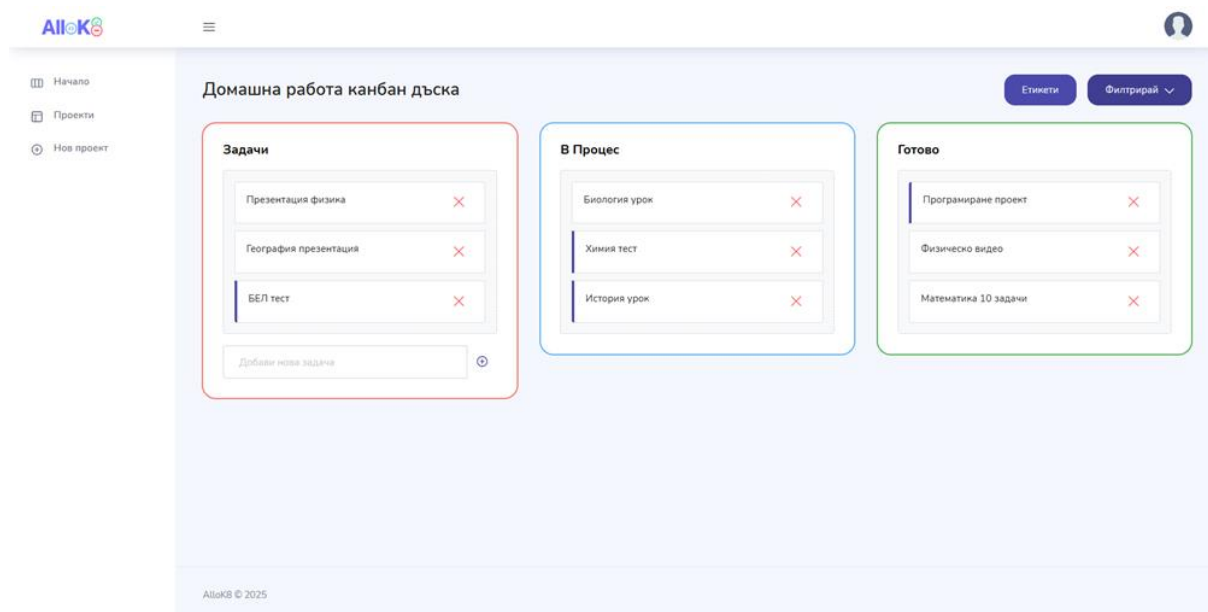 AlloK8
Начало
Проекти
Нов проект
Домашна работа канбан дъска
Етикети
Филтрирай
Задачи
Презентация физика
География презентация
БЕЛ тест
Добави нова задача
В Процес
Биология урок
Химия тест
История урок
Готово
Програмиране проект
Физическо видео
Математика 10 задачи
AlloK8 © 2025